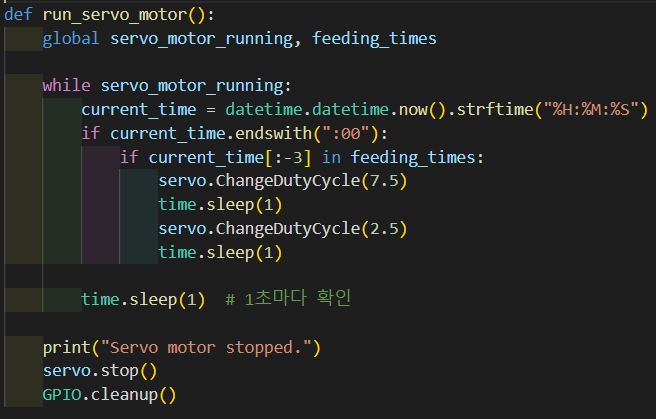 def run_servo_motor():
    global servo_motor_running, feeding_times

    while servo_motor_running:
        current_time = datetime.datetime.now().strftime("%H:%M:%S")
        if current_time.endswith(":00"):
            if current_time[:-3] in feeding_times:
                servo.ChangeDutyCycle(7.5)
                time.sleep(1)
                servo.ChangeDutyCycle(2.5)
                time.sleep(1)

        time.sleep(1)  # 1초마다 확인

    print("Servo motor stopped.")
    servo.stop()
    GPIO.cleanup()